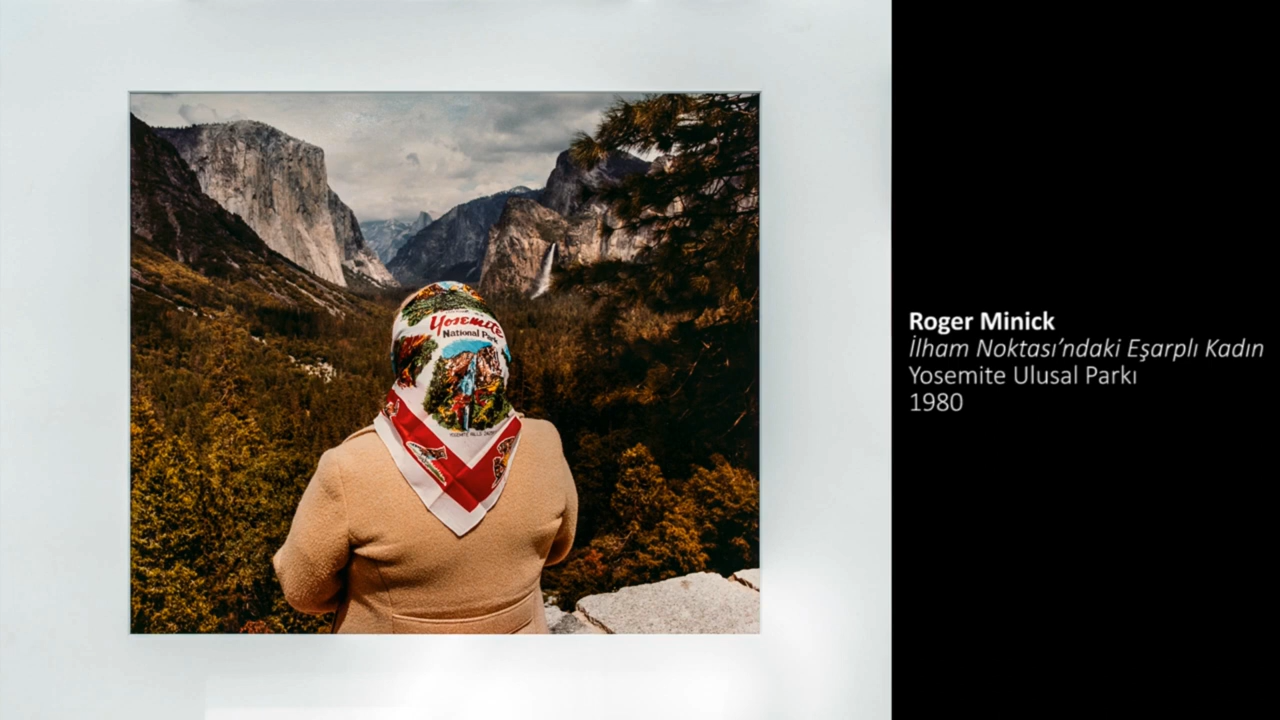 Yosemite
National Park
Roger Minick
İlham Noktası’ndaki Eşarplı Kadın
Yosemite Ulusal Parkı
1980